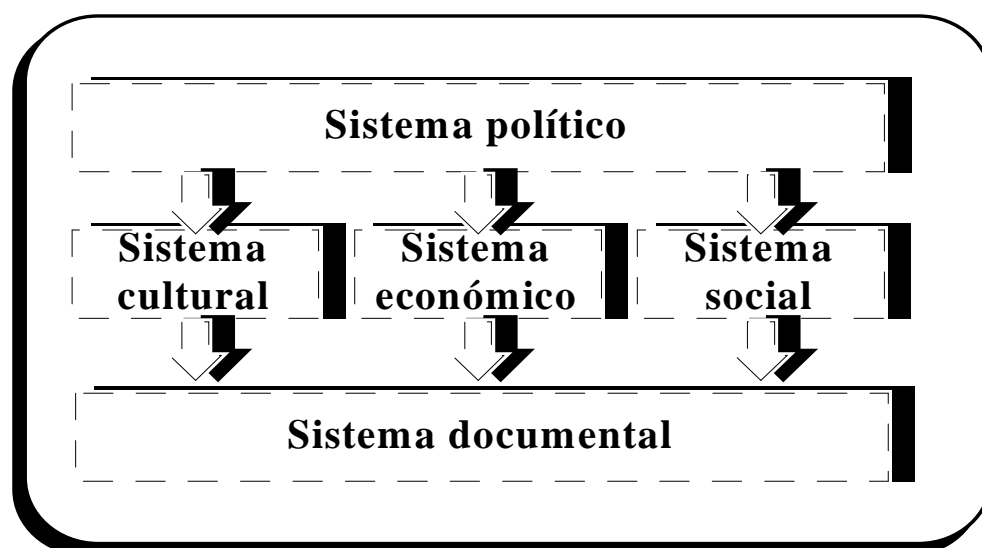 Sistema político
Sistema Sistema Sistema
cultural económico social
Sistema documental